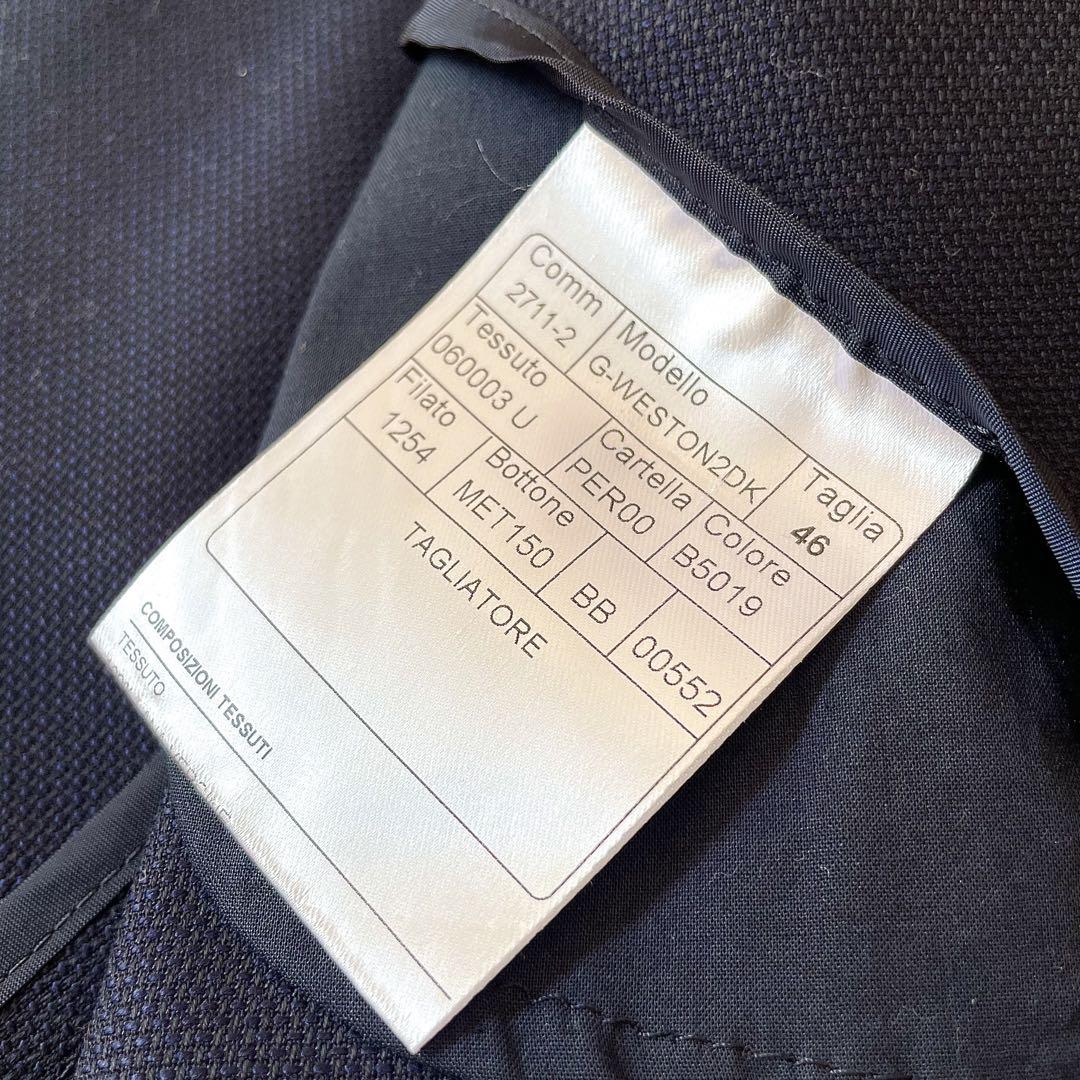 Comm Modello Taglia
2711-2 G-WESTON2DK 46
Tessuto Cartella Colore
060003 U PER00 B5019
Filato Bottone
1254 MET150 BB 00552
TAGLIATORE
COMPOSIZIONI TESSUTI
TESSUTO